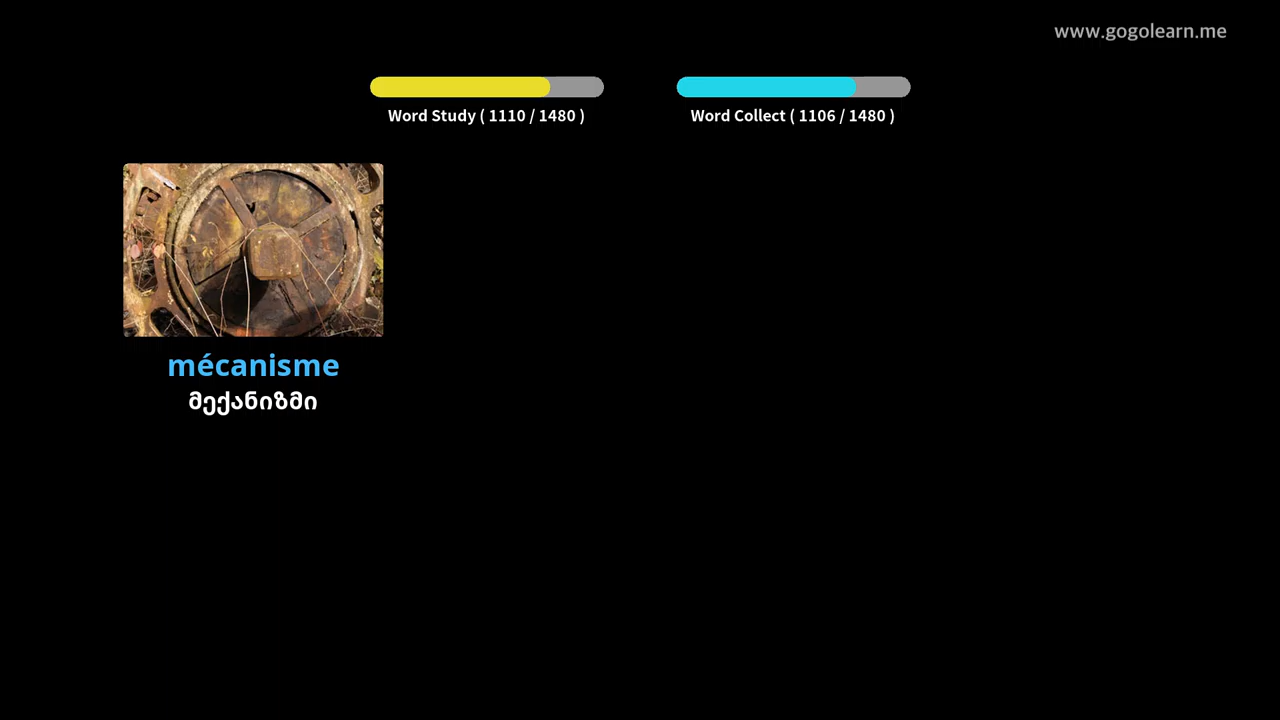 www.gogolearn.me
Word Study ( 1110 / 1480 )
Word Collect ( 1106 / 1480 )
mécanisme
მექანიზმი